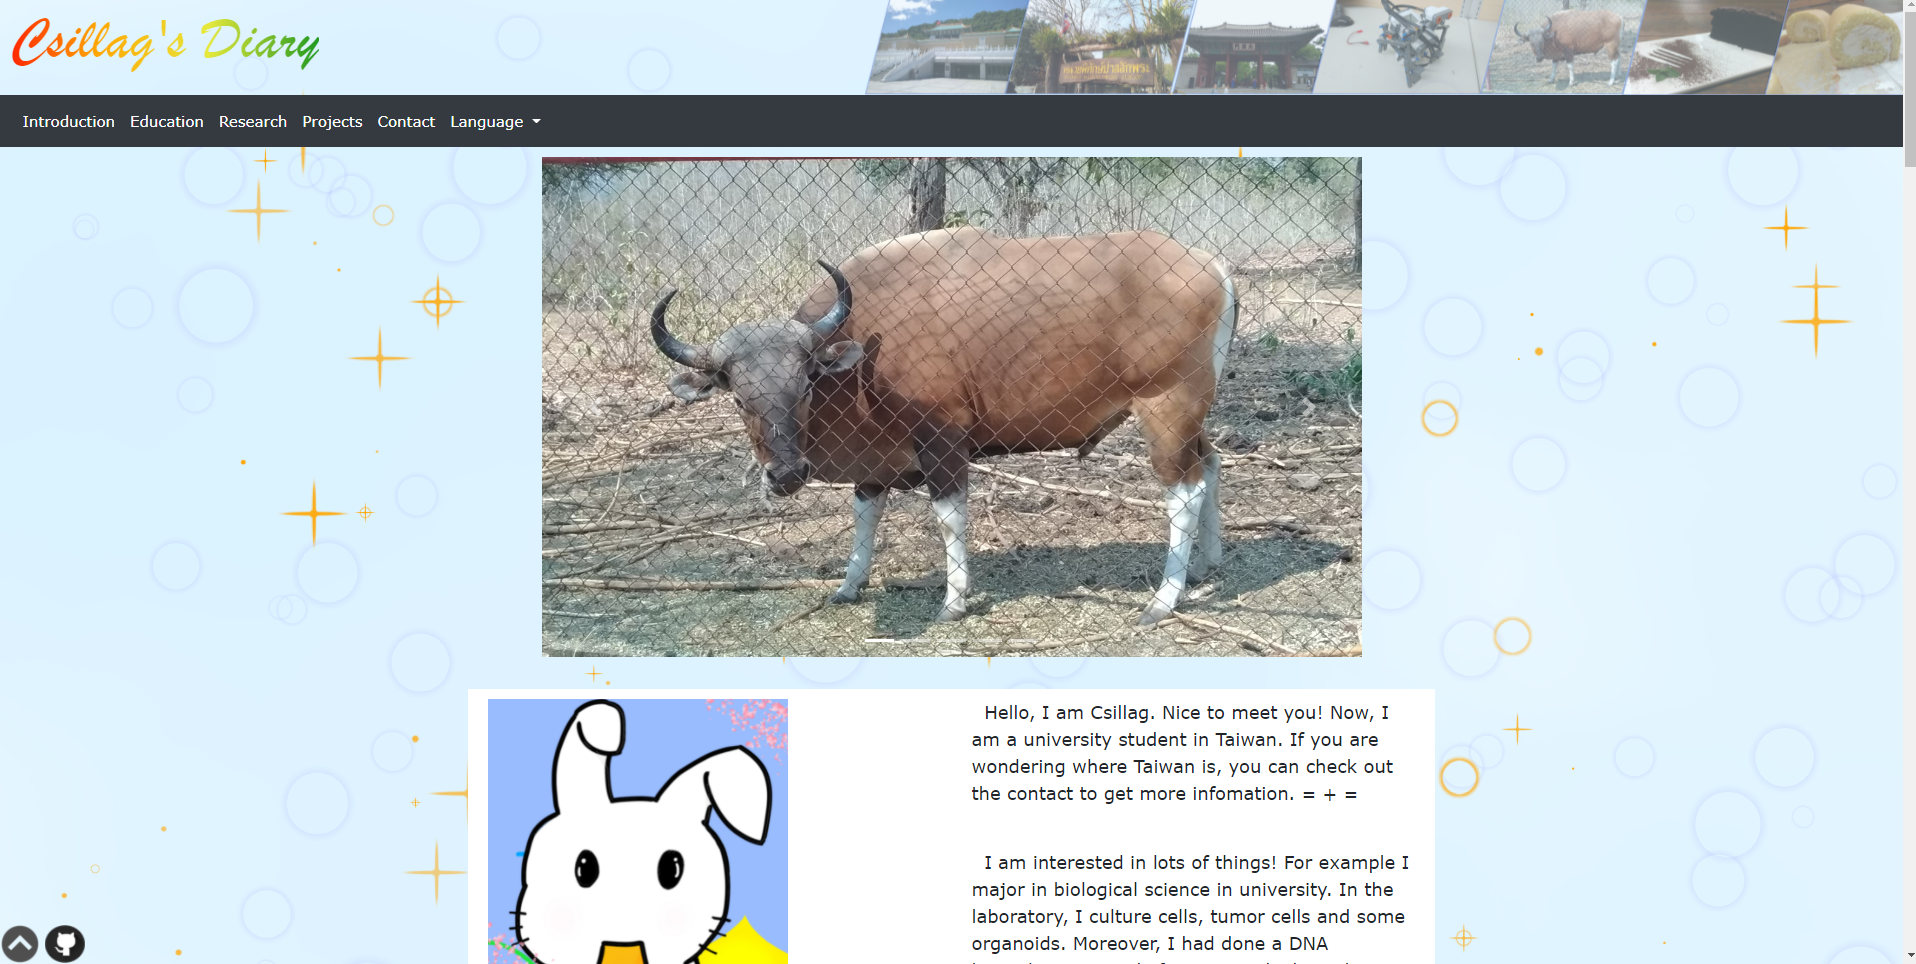 Csillag's Diary
Introduction Education Research Projects Contact Language
Hello, I am Csillag. Nice to meet you! Now, I
am a university student in Taiwan. If you are
wondering where Taiwan is, you can check out
the contact to get more infomation. = + =
I am interested in lots of things! For example I
major in biological science in university. In the
laboratory, I culture cells, tumor cells and some
organoids. Moreover, I had done a DNA